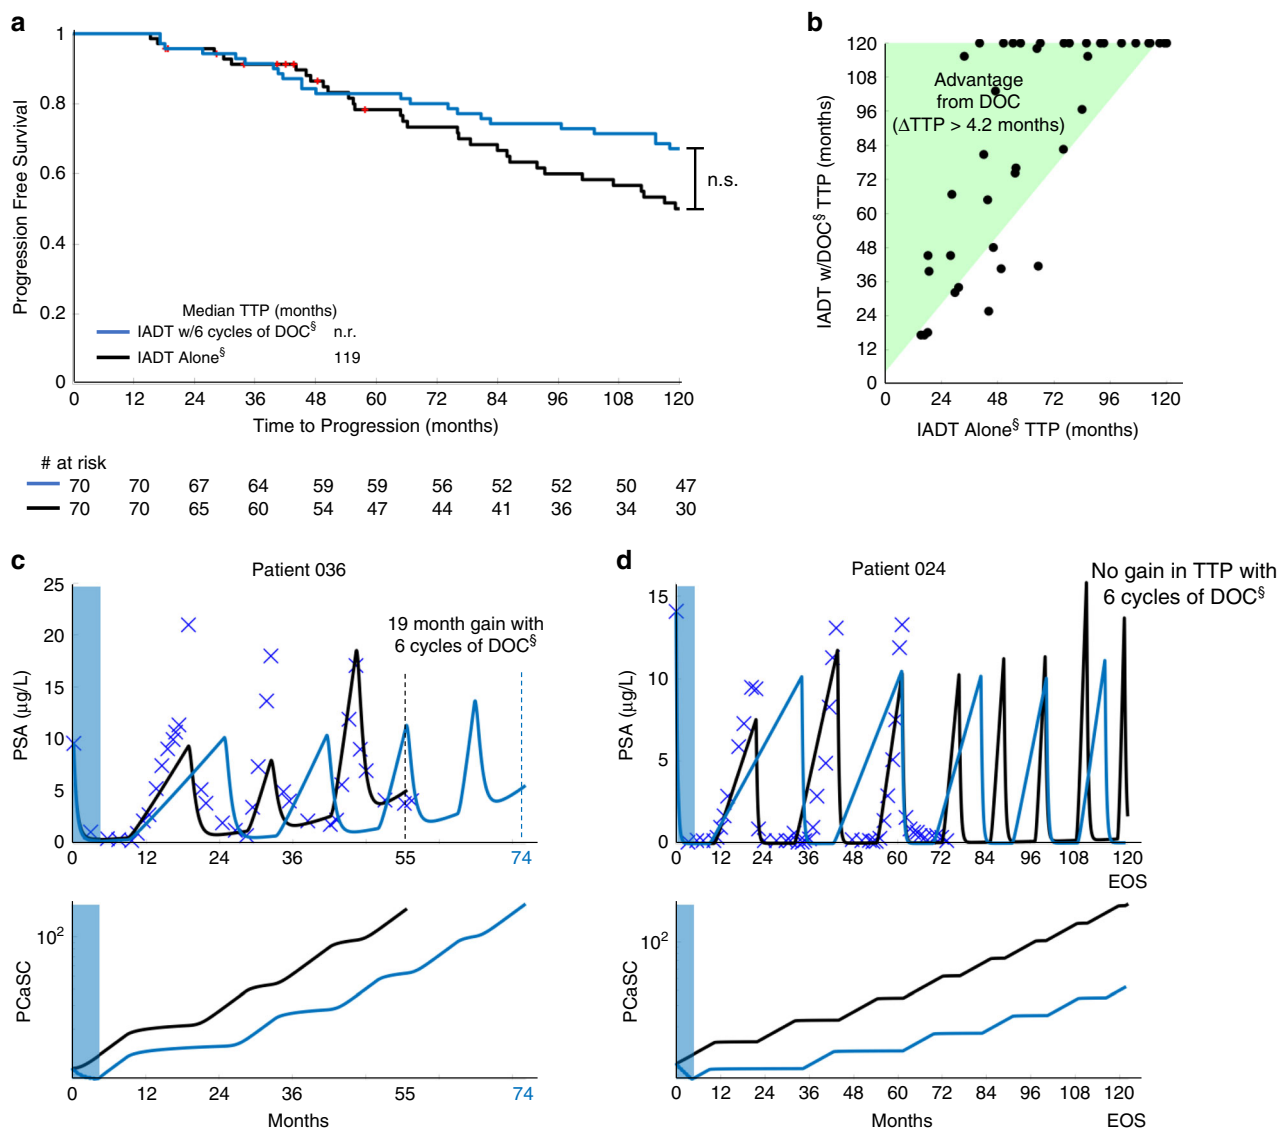 a
1
0.8
0.6
0.4
0.2
0
Progression Free Survival
n.s.
Median TTP (months)
IADT w/6 cycles of DOC§ n.r.
IADT Alone§ 119
0 12 24 36 48 60 72 84 96 108 120
Time to Progression (months)
# at risk
70 70 67 64 59 59 56 52 52 50 47
70 70 65 60 54 47 44 41 36 34 30
b
120
108
96
84
72
60
48
36
24
12
0
IADT w/DOC§ TTP (months)
Advantage
from DOC
(ΔTTP > 4.2 months)
0 24 48 72 96 120
IADT Alone§ TTP (months)
c
Patient 036
25
20
15
10
5
0
PSA (µg/L)
19 month gain with
6 cycles of DOC§
0 12 24 36 55 74
10²
PCaSC
0 12 24 36 55 74
Months
d
Patient 024
No gain in TTP with
6 cycles of DOC§
15
10
5
0
PSA (µg/L)
0 12 24 36 48 60 72 84 96 108 120
EOS
10²
PCaSC
0 12 24 36 48 60 72 84 96 108 120
Months EOS